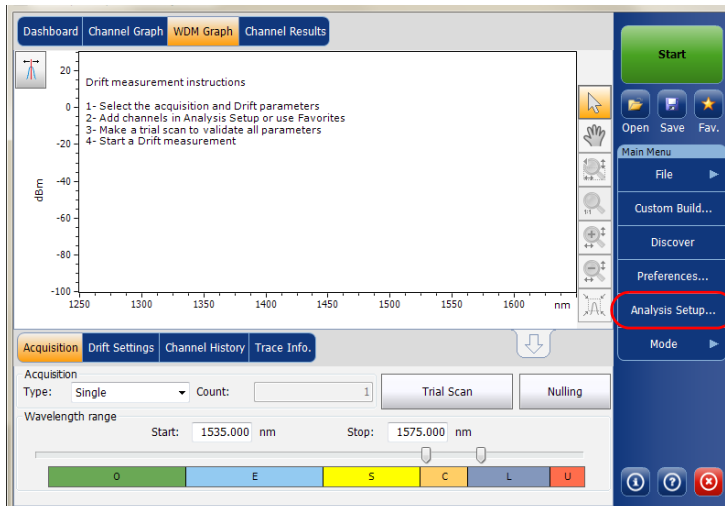 Dashboard Channel Graph WDM Graph Channel Results
20
0
-20
-40
-60
-80
-100
dBm
Drift measurement instructions
1- Select the acquisition and Drift parameters
2- Add channels in Analysis Setup or use Favorites
3- Make a trial scan to validate all parameters
4- Start a Drift measurement
1:1
1250 1300 1350 1400 1450 1500 1550 1600 nm
Acquisition Drift Settings Channel History Trace Info.
Acquisition
Type: Single Count: 1 Trial Scan Nulling
Wavelength range
Start: 1535.000 nm Stop: 1575.000 nm
O E S C L U
Start
Open Save Fav.
Main Menu
File
Custom Build...
Discover
Preferences...
Analysis Setup...
Mode